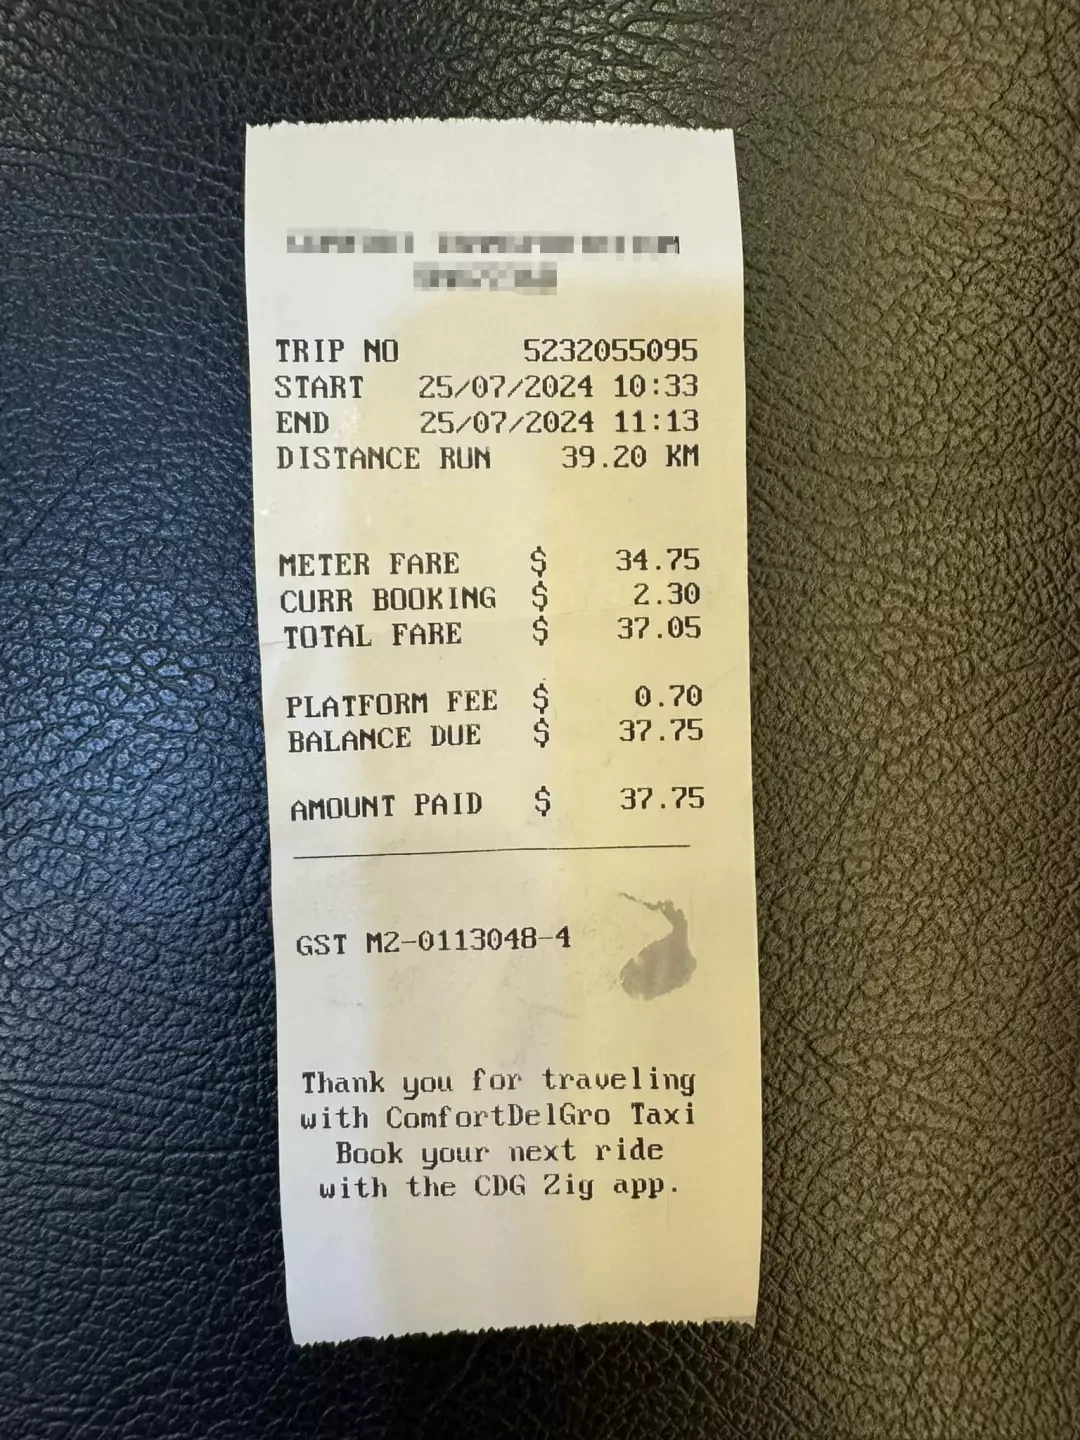 TRIP NO 5232055095
START 25/07/2024 10:33
END 25/07/2024 11:13
DISTANCE RUN 39.20 KM
METER FARE $ 34.75
CURR BOOKING $ 2.30
TOTAL FARE $ 37.05
PLATFORM FEE $ 0.70
BALANCE DUE $ 37.75
AMOUNT PAID $ 37.75
GST M2-0113048-4
Thank you for traveling
with ComfortDelGro Taxi
Book your next ride
with the CDG Zig app.